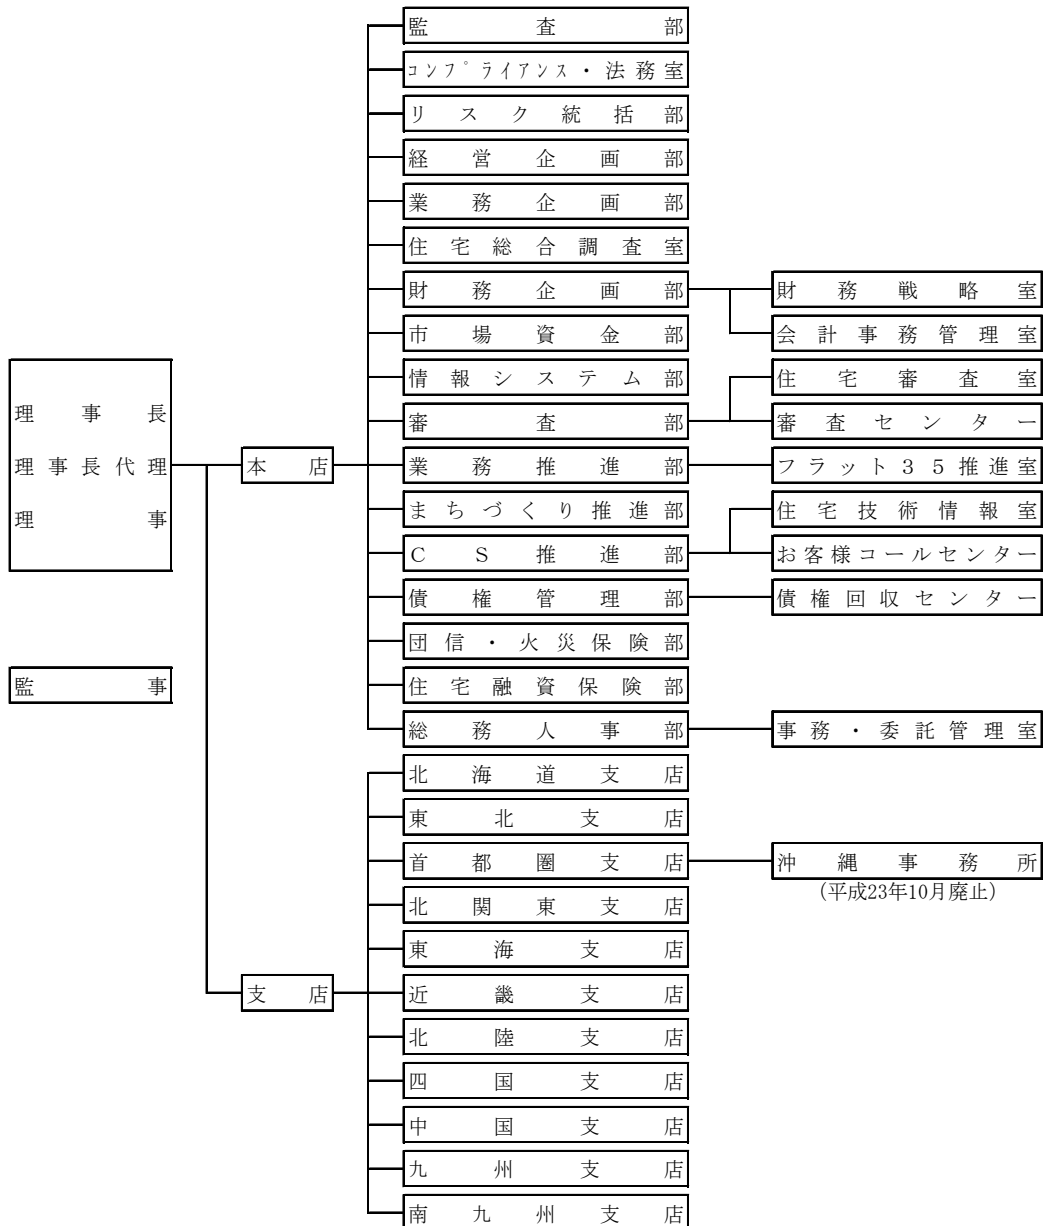 監査部
コンプライアンス・法務室
リスク統括部
経営企画部
業務企画部
住宅総合調査室
財務企画部
財務戦略室
市場資金部
会計事務管理室
情報システム部
住宅審査室
理事長
審査部
審査センター
理事長代理
本店
業務推進部
フラット35推進室
理事
まちづくり推進部
住宅技術情報室
CS推進部
お客様コールセンター
債権管理部
債権回収センター
団信・火災保険部
監事
住宅融資保険部
総務人事部
事務・委託管理室
北海道支店
東北支店
首都圏支店
沖縄事務所
(平成23年10月廃止)
北関東支店
東海支店
支店
近畿支店
北陸支店
四国支店
中国支店
九州支店
南九州支店